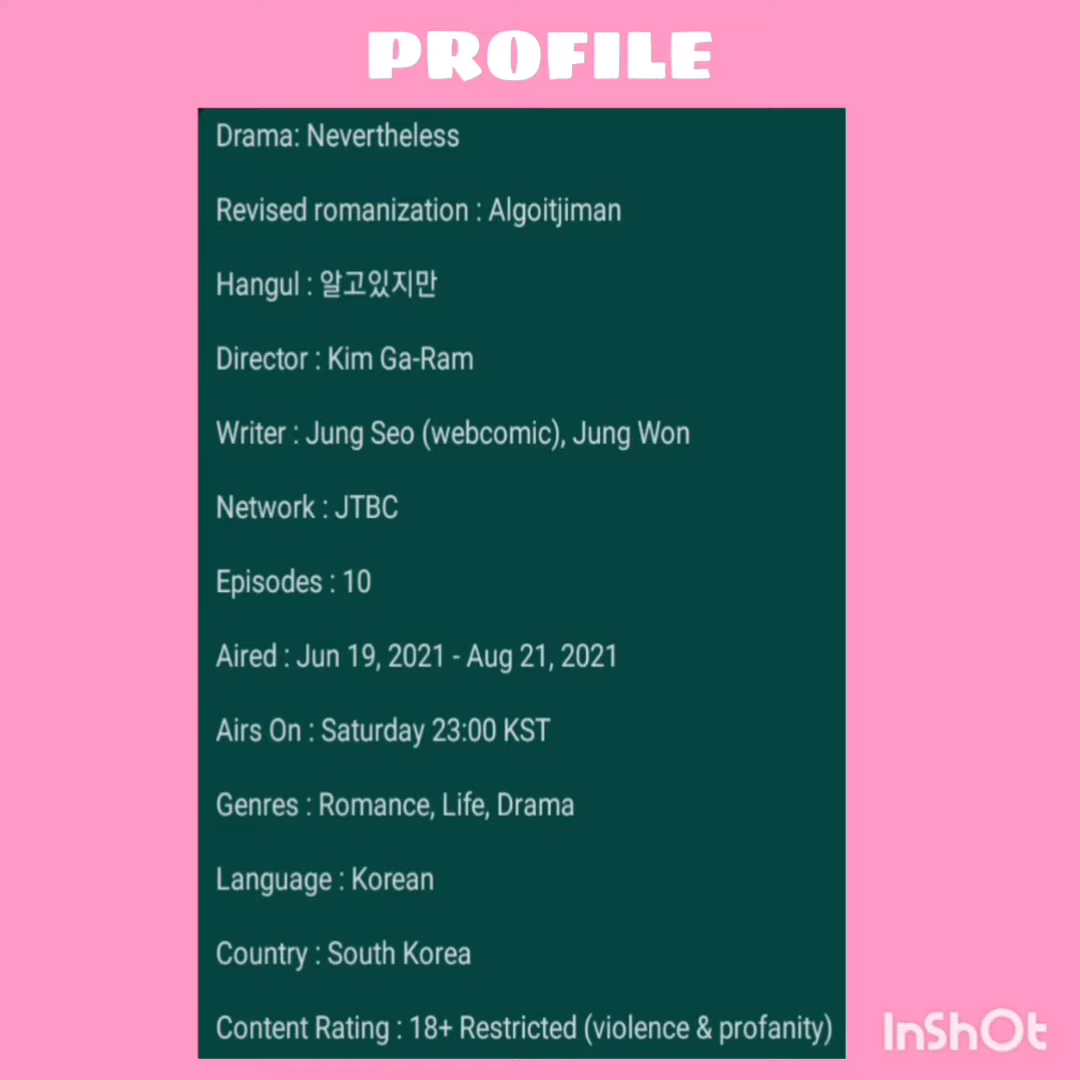 PROFILE
Drama: Nevertheless
Revised romanization : Algoitjiman
Hangul : 알고있지만
Director : Kim Ga-Ram
Writer : Jung Seo (webcomic), Jung Won
Network : JTBC
Episodes : 10
Aired : Jun 19, 2021 - Aug 21, 2021
Airs On : Saturday 23:00 KST
Genres : Romance, Life, Drama
Language : Korean
Country : South Korea
Content Rating : 18+ Restricted (violence & profanity)
InShOt